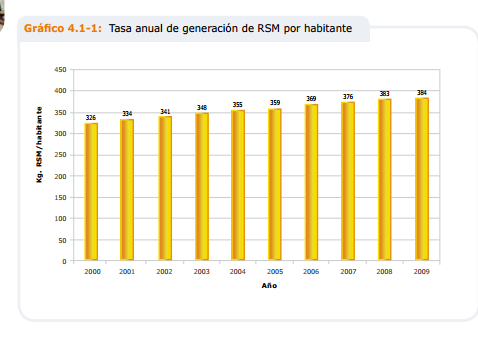 Gráfico 4.1-1: Tasa anual de generación de RSM por habitante
Kg. RSM/habitante
450
400
350
300
250
200
150
100
50
0
326 334 341 348 355 359 369 376 383 384
2000 2001 2002 2003 2004 2005 2006 2007 2008 2009
Año